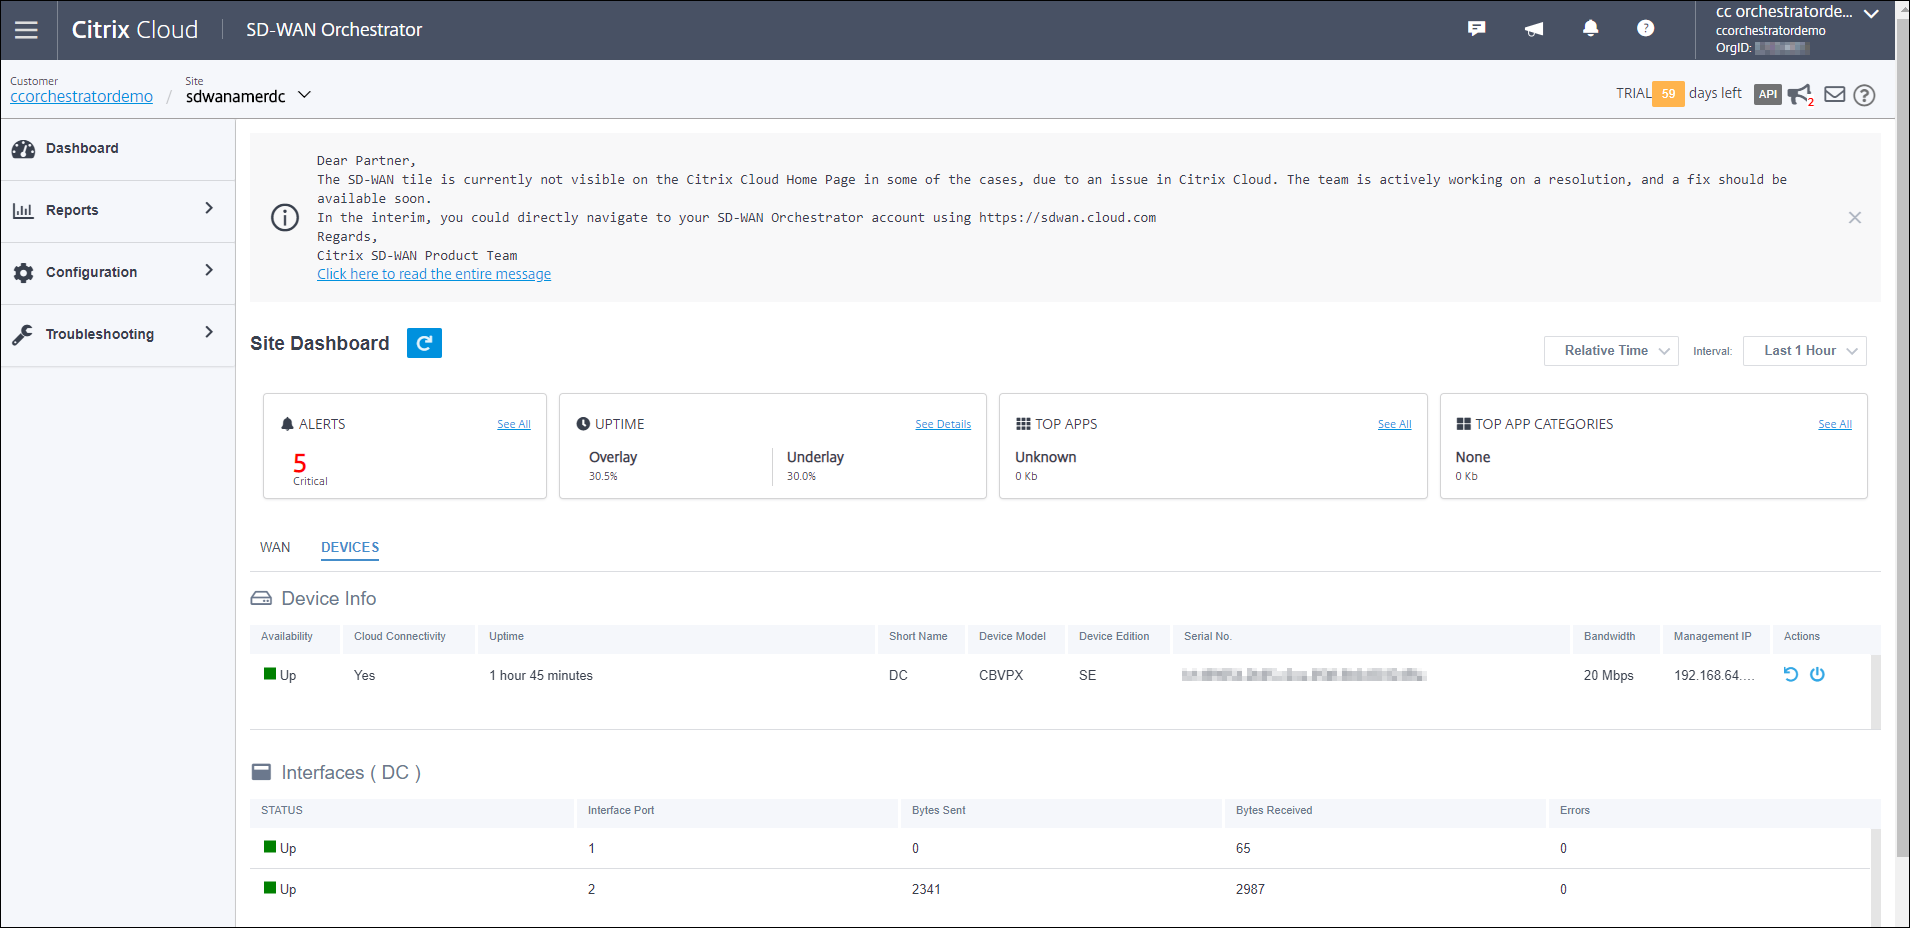 Citrix Cloud
SD-WAN Orchestrator
cc orchestratorde...
ccorchestratordemo
OrgID:
Customer
ccorchestratordemo
/
Site
sdwanamerdc
TRIAL 59 days left
API
2
Dashboard
Reports
Configuration
Troubleshooting
Dear Partner,
The SD-WAN tile is currently not visible on the Citrix Cloud Home Page in some of the cases, due to an issue in Citrix Cloud. The team is actively working on a resolution, and a fix should be
available soon.
In the interim, you could directly navigate to your SD-WAN Orchestrator account using https://sdwan.cloud.com
Regards,
Citrix SD-WAN Product Team
Click here to read the entire message
Site Dashboard
Relative Time
Interval:
Last 1 Hour
ALERTS
See All
5
Critical
UPTIME
See Details
Overlay
30.5%
Underlay
30.0%
TOP APPS
See All
Unknown
0 Kb
TOP APP CATEGORIES
See All
None
0 Kb
WAN
DEVICES
Device Info
Availability Cloud Connectivity Uptime Short Name Device Model Device Edition Serial No. Bandwidth Management IP Actions
Up Yes 1 hour 45 minutes DC CBVPX SE 20 Mbps 192.168.64....
Interfaces ( DC )
STATUS Interface Port Bytes Sent Bytes Received Errors
Up 1 0 65 0
Up 2 2341 2987 0